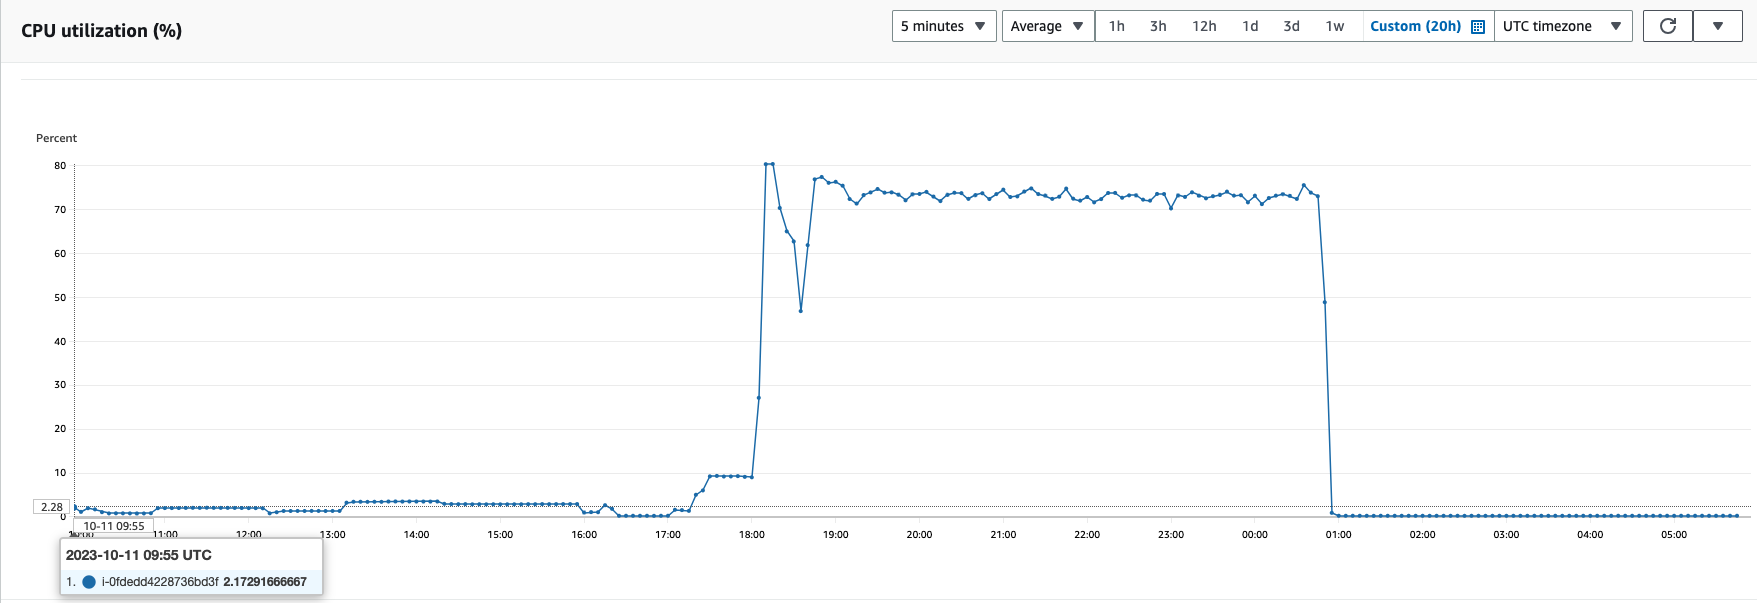 CPU utilization (%)
5 minutes Average 1h 3h 12h 1d 3d 1w Custom (20h) UTC timezone
Percent
80
70
60
50
40
30
20
10
2.28
0
10-11 09:55
10:00 11:00 12:00 13:00 14:00 15:00 16:00 17:00 18:00 19:00 20:00 21:00 22:00 23:00 00:00 01:00 02:00 03:00 04:00 05:00
2023-10-11 09:55 UTC
1. i-0fdedd4228736bd3f 2.17291666667